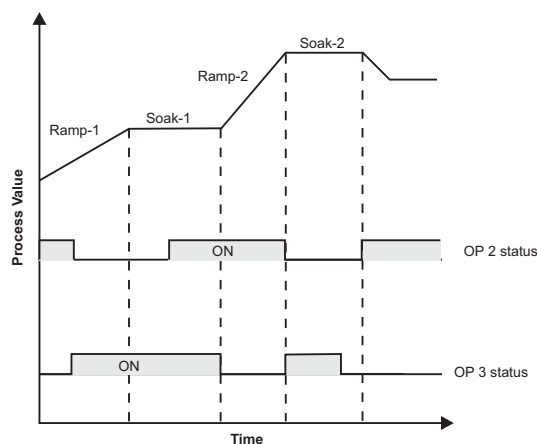 Soak-2
Ramp-2
Soak-1
Ramp-1
Process Value
ON
OP 2 status
ON
OP 3 status
Time